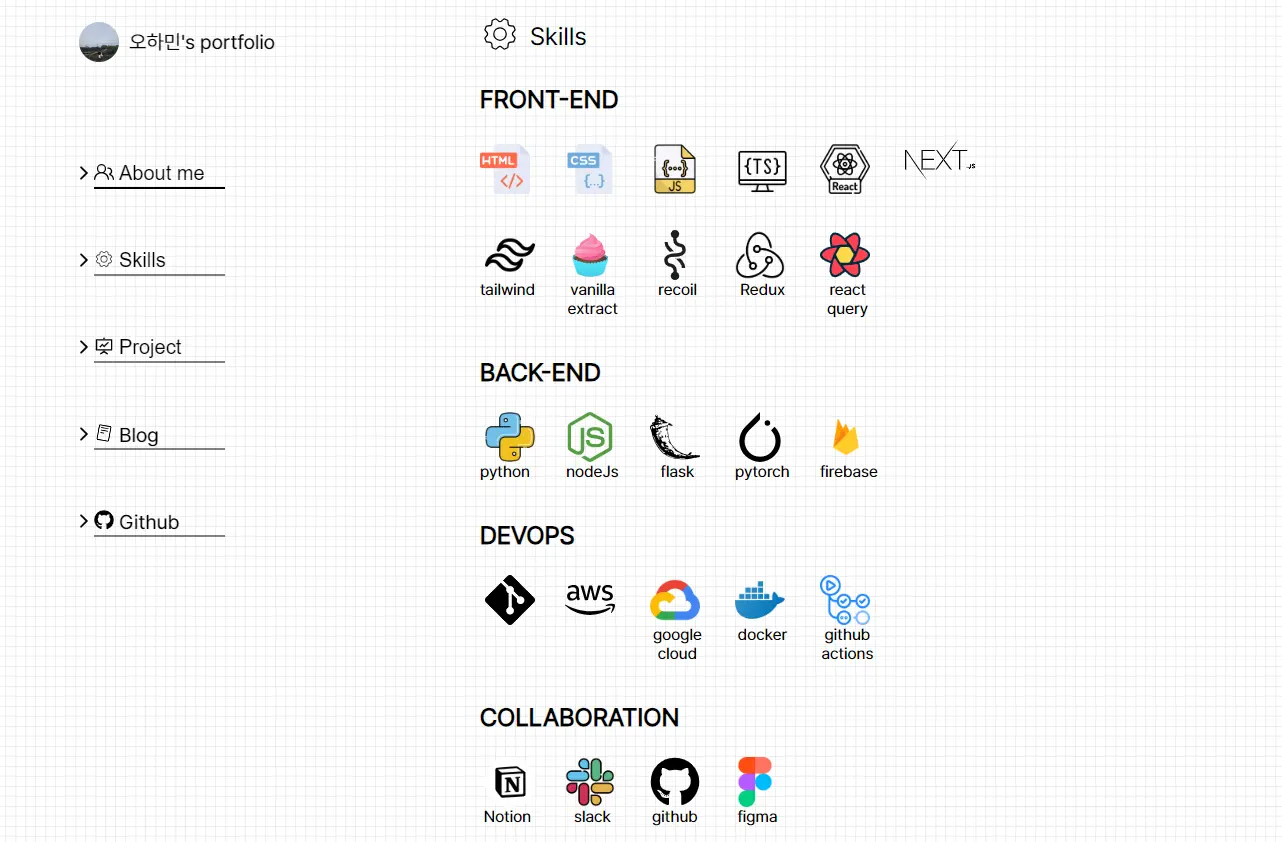 오하민's portfolio
About me
Skills
Project
Blog
Github
Skills
FRONT-END
HTML
CSS
JS
{TS}
React
NEXT.JS
tailwind
vanilla
extract
recoil
Redux
react
query
BACK-END
JS
python
nodeJs
flask
pytorch
firebase
DEVOPS
aws
google
cloud
docker
github
actions
COLLABORATION
N
Notion
slack
github
figma